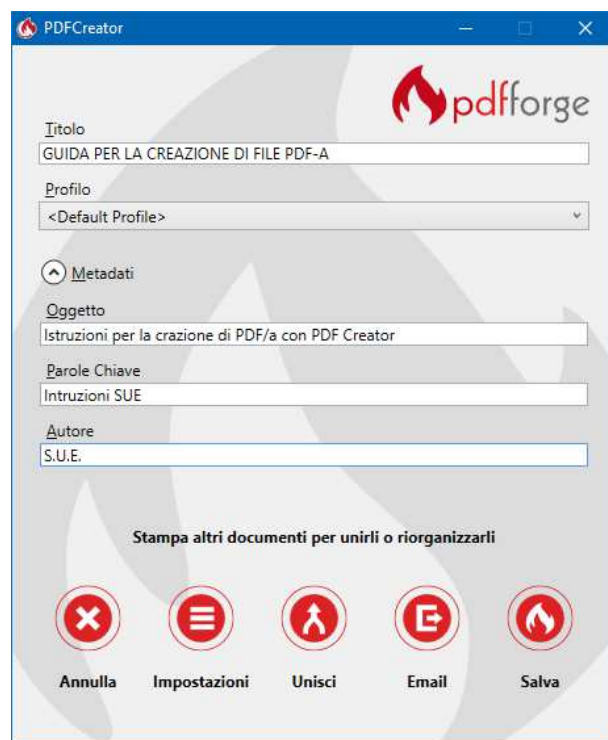 PDFCreator
pdfforge
Titolo
GUIDA PER LA CREAZIONE DI FILE PDF-A
Profilo
<Default Profile>
Metadati
Oggetto
Istruzioni per la crazione di PDF/a con PDF Creator
Parole Chiave
Intruzioni SUE
Autore
S.U.E.
Stampa altri documenti per unirli o riorganizzarli
Annulla Impostazioni Unisci Email Salva